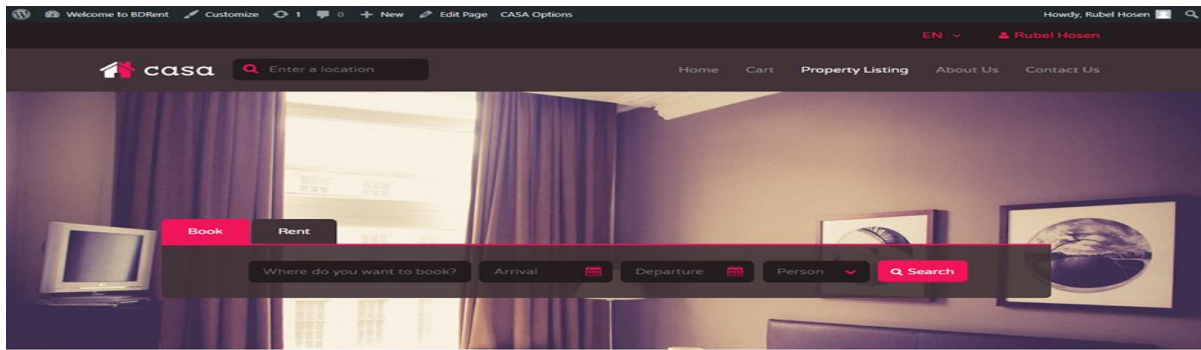 Welcome to BDRent Customize 1 0 New Edit Page CASA Options Howdy, Rubel Hosen
EN Rubel Hosen
casa Enter a location Home Cart Property Listing About Us Contact Us
Book Rent
Where do you want to book? Arrival Departure Person Search